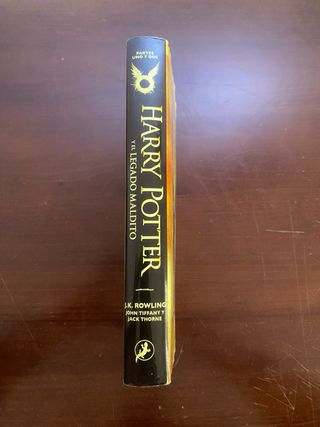 PARTES
UNO Y DOS
HARRY POTTER
Y EL LEGADO MALDITO
J.K. ROWLING
JOHN TIFFANY Y
JACK THORNE